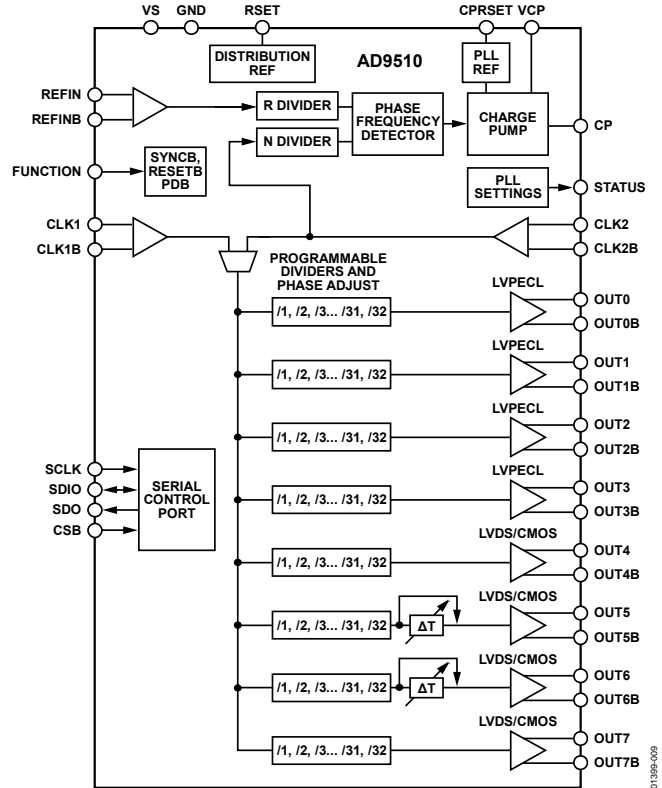 VS GND RSET CPRSET VCP
DISTRIBUTION
REF
AD9510
PLL
REF
REFIN
REFINB
R DIVIDER
N DIVIDER
PHASE
FREQUENCY
DETECTOR
CHARGE
PUMP
CP
FUNCTION
SYNCB,
RESETB
PDB
PLL
SETTINGS
STATUS
CLK1
CLK1B
CLK2
CLK2B
PROGRAMMABLE
DIVIDERS AND
PHASE ADJUST
LVPECL
/1, /2, /3... /31, /32
OUT0
OUT0B
LVPECL
/1, /2, /3... /31, /32
OUT1
OUT1B
LVPECL
/1, /2, /3... /31, /32
OUT2
OUT2B
SCLK
SDIO
SDO
CSB
SERIAL
CONTROL
PORT
LVPECL
/1, /2, /3... /31, /32
OUT3
OUT3B
LVDS/CMOS
/1, /2, /3... /31, /32
OUT4
OUT4B
LVDS/CMOS
/1, /2, /3... /31, /32
ΔT
OUT5
OUT5B
LVDS/CMOS
/1, /2, /3... /31, /32
ΔT
OUT6
OUT6B
LVDS/CMOS
/1, /2, /3... /31, /32
OUT7
OUT7B
01399-009